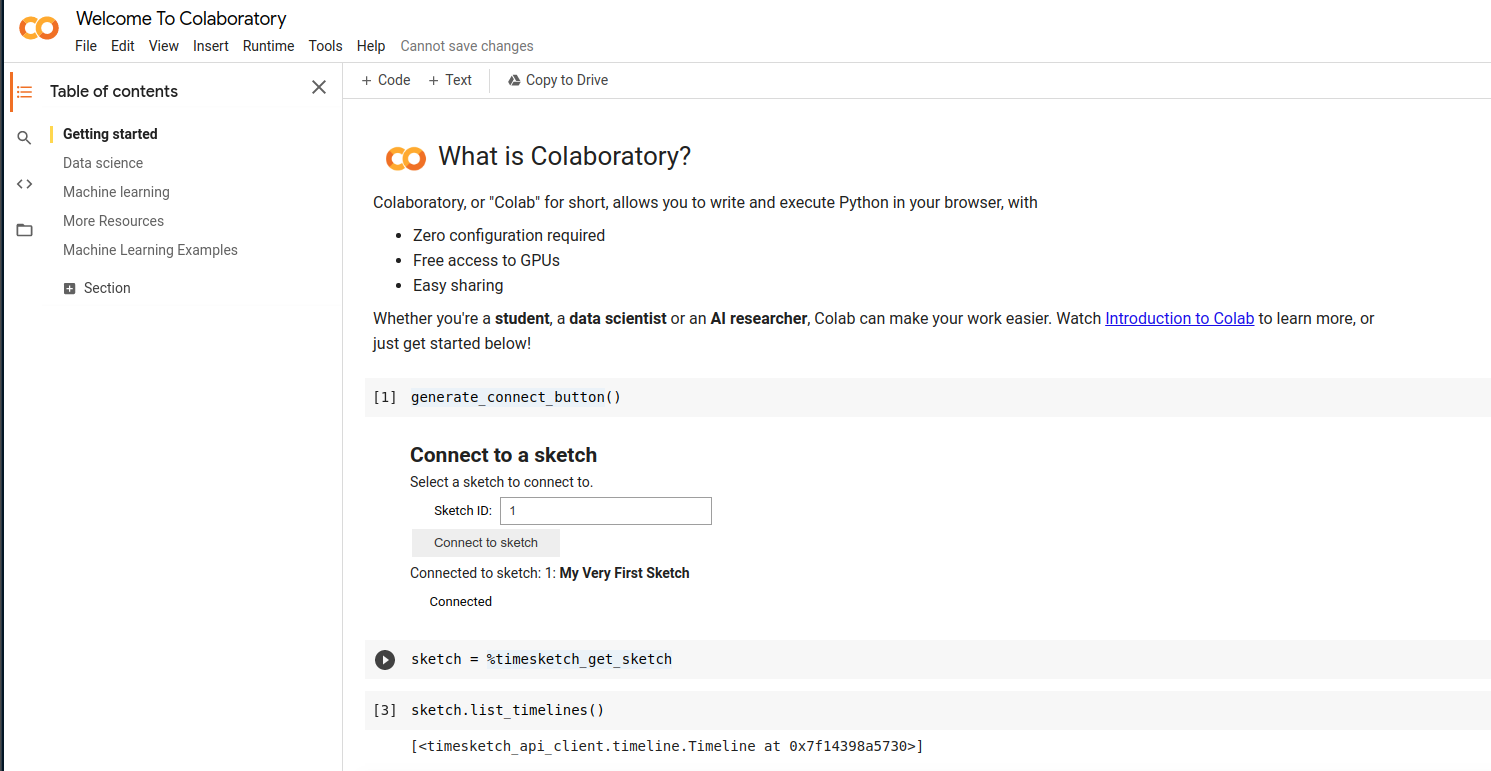 Welcome To Colaboratory
File Edit View Insert Runtime Tools Help Cannot save changes
Table of contents
Getting started
Data science
Machine learning
More Resources
Machine Learning Examples
Section
+ Code + Text Copy to Drive
What is Colaboratory?
Colaboratory, or "Colab" for short, allows you to write and execute Python in your browser, with
• Zero configuration required
• Free access to GPUs
• Easy sharing
Whether you're a student, a data scientist or an AI researcher, Colab can make your work easier. Watch Introduction to Colab to learn more, or
just get started below!
[1] generate_connect_button()
Connect to a sketch
Select a sketch to connect to.
Sketch ID: 1
Connect to sketch
Connected to sketch: 1: My Very First Sketch
Connected
sketch = %timesketch_get_sketch
[3] sketch.list_timelines()
[<timesketch_api_client.timeline.Timeline at 0x7f14398a5730>]